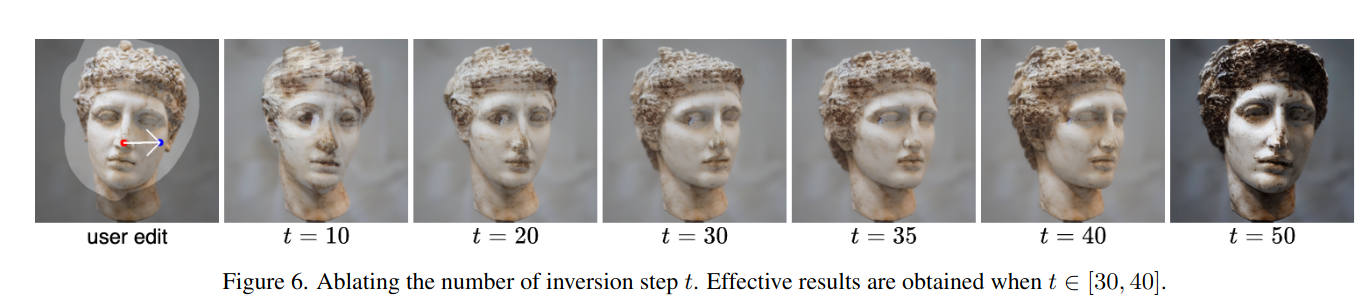 user edit
t = 10
t = 20
t = 30
t = 35
t = 40
t = 50
Figure 6. Ablating the number of inversion step t. Effective results are obtained when t ∈ [30, 40].